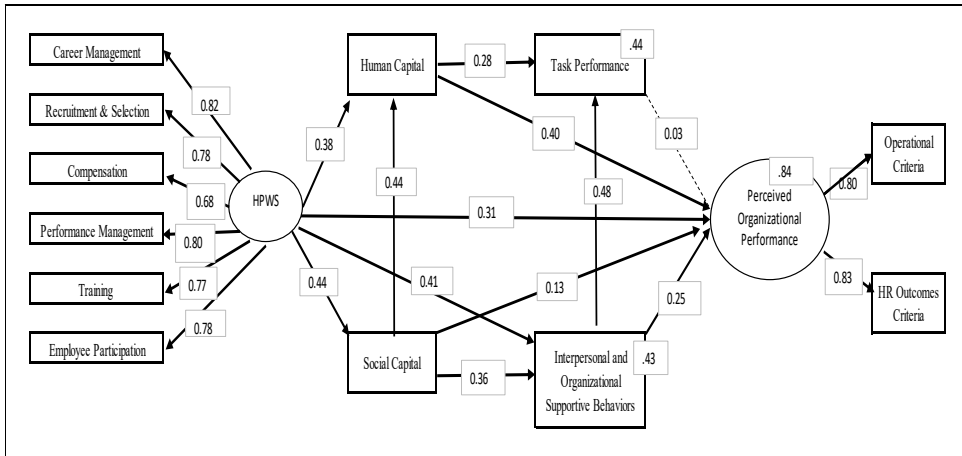 Career Management
Recruitment & Selection
Compensation
Performance Management
Training
Employee Participation
0.82
0.78
0.68
0.80
0.77
0.78
HPWS
0.38
0.44
0.31
0.41
0.44
Human Capital
Social Capital
0.28
0.40
0.13
0.36
Task Performance
.44
0.03
0.48
0.25
Interpersonal and
Organizational
Supportive Behaviors
.43
.84
Perceived
Organizational
Performance
0.80
0.83
Operational
Criteria
HR Outcomes
Criteria